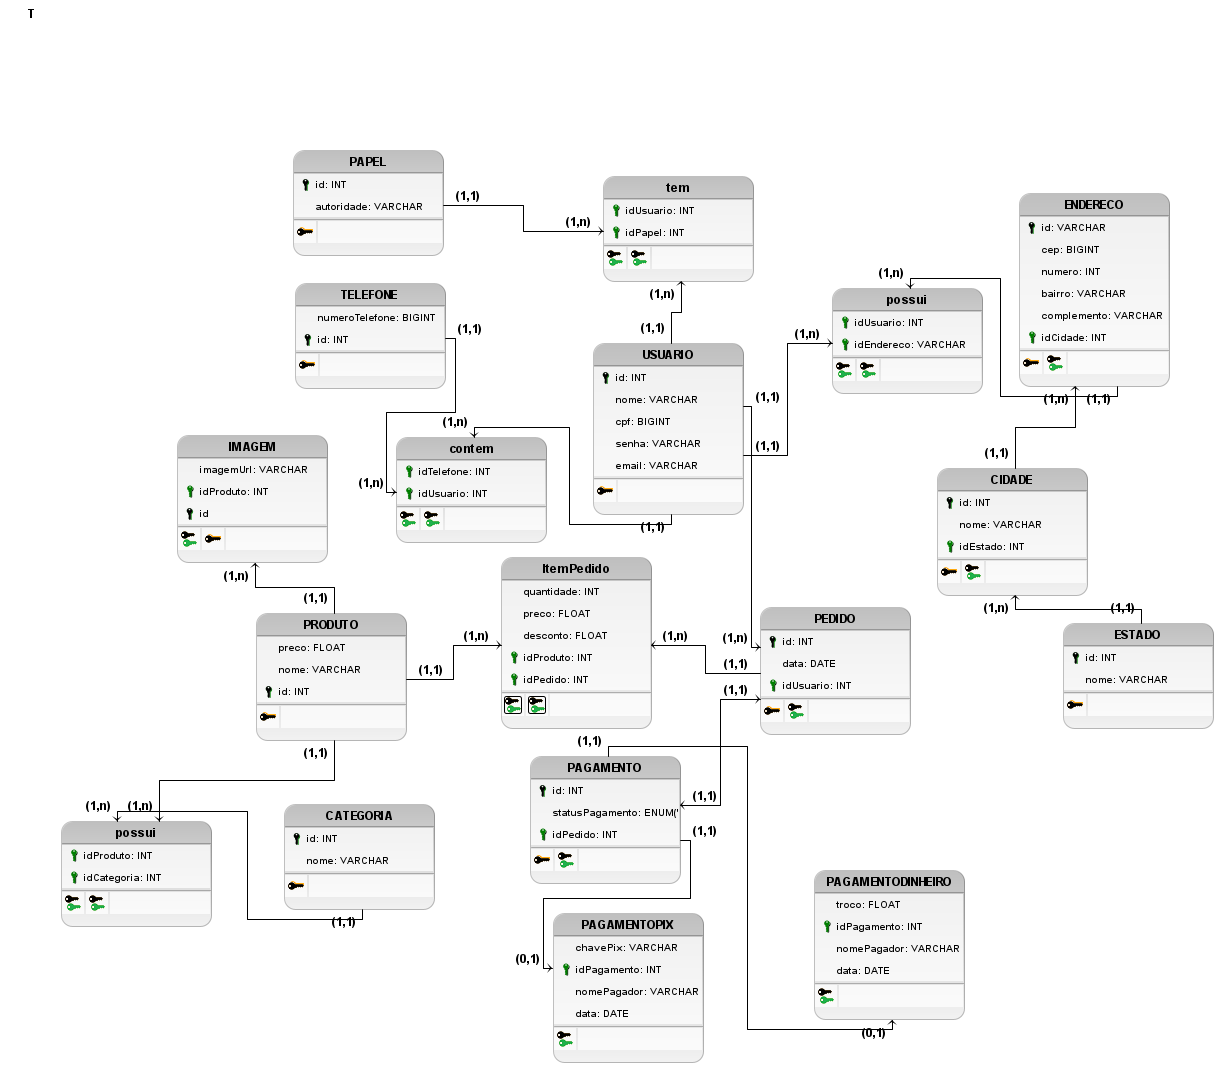 T
PAPEL
id: INT
autoridade: VARCHAR
(1,1)
(1,n)
tem
idUsuario: INT
idPapel: INT
(1,n)
(1,1)
TELEFONE
numeroTelefone: BIGINT
id: INT
(1,1)
(1,n)
USUARIO
id: INT
nome: VARCHAR
cpf: BIGINT
senha: VARCHAR
email: VARCHAR
(1,1)
(1,1)
(1,1)
(1,n)
(1,n)
possui
idUsuario: INT
idEndereco: VARCHAR
ENDERECO
id: VARCHAR
cep: BIGINT
numero: INT
bairro: VARCHAR
complemento: VARCHAR
idCidade: INT
(1,n)
(1,1)
(1,1)
CIDADE
id: INT
nome: VARCHAR
idEstado: INT
(1,n)
(1,1)
ESTADO
id: INT
nome: VARCHAR
(1,n)
contem
idTelefone: INT
idUsuario: INT
IMAGEM
imagemUrl: VARCHAR
idProduto: INT
id
(1,n)
(1,1)
PRODUTO
preco: FLOAT
nome: VARCHAR
id: INT
(1,1)
(1,n)
ItemPedido
quantidade: INT
preco: FLOAT
desconto: FLOAT
idProduto: INT
idPedido: INT
(1,n)
(1,n)
(1,1)
(1,1)
PEDIDO
id: INT
data: DATE
idUsuario: INT
(1,1)
(1,1)
PAGAMENTO
id: INT
statusPagamento: ENUM('
idPedido: INT
(1,1)
(1,1)
(1,n)
(1,n)
possui
idProduto: INT
idCategoria: INT
CATEGORIA
id: INT
nome: VARCHAR
(1,1)
(0,1)
PAGAMENTOPIX
chavePix: VARCHAR
idPagamento: INT
nomePagador: VARCHAR
data: DATE
PAGAMENTODINHEIRO
troco: FLOAT
idPagamento: INT
nomePagador: VARCHAR
data: DATE
(0,1)